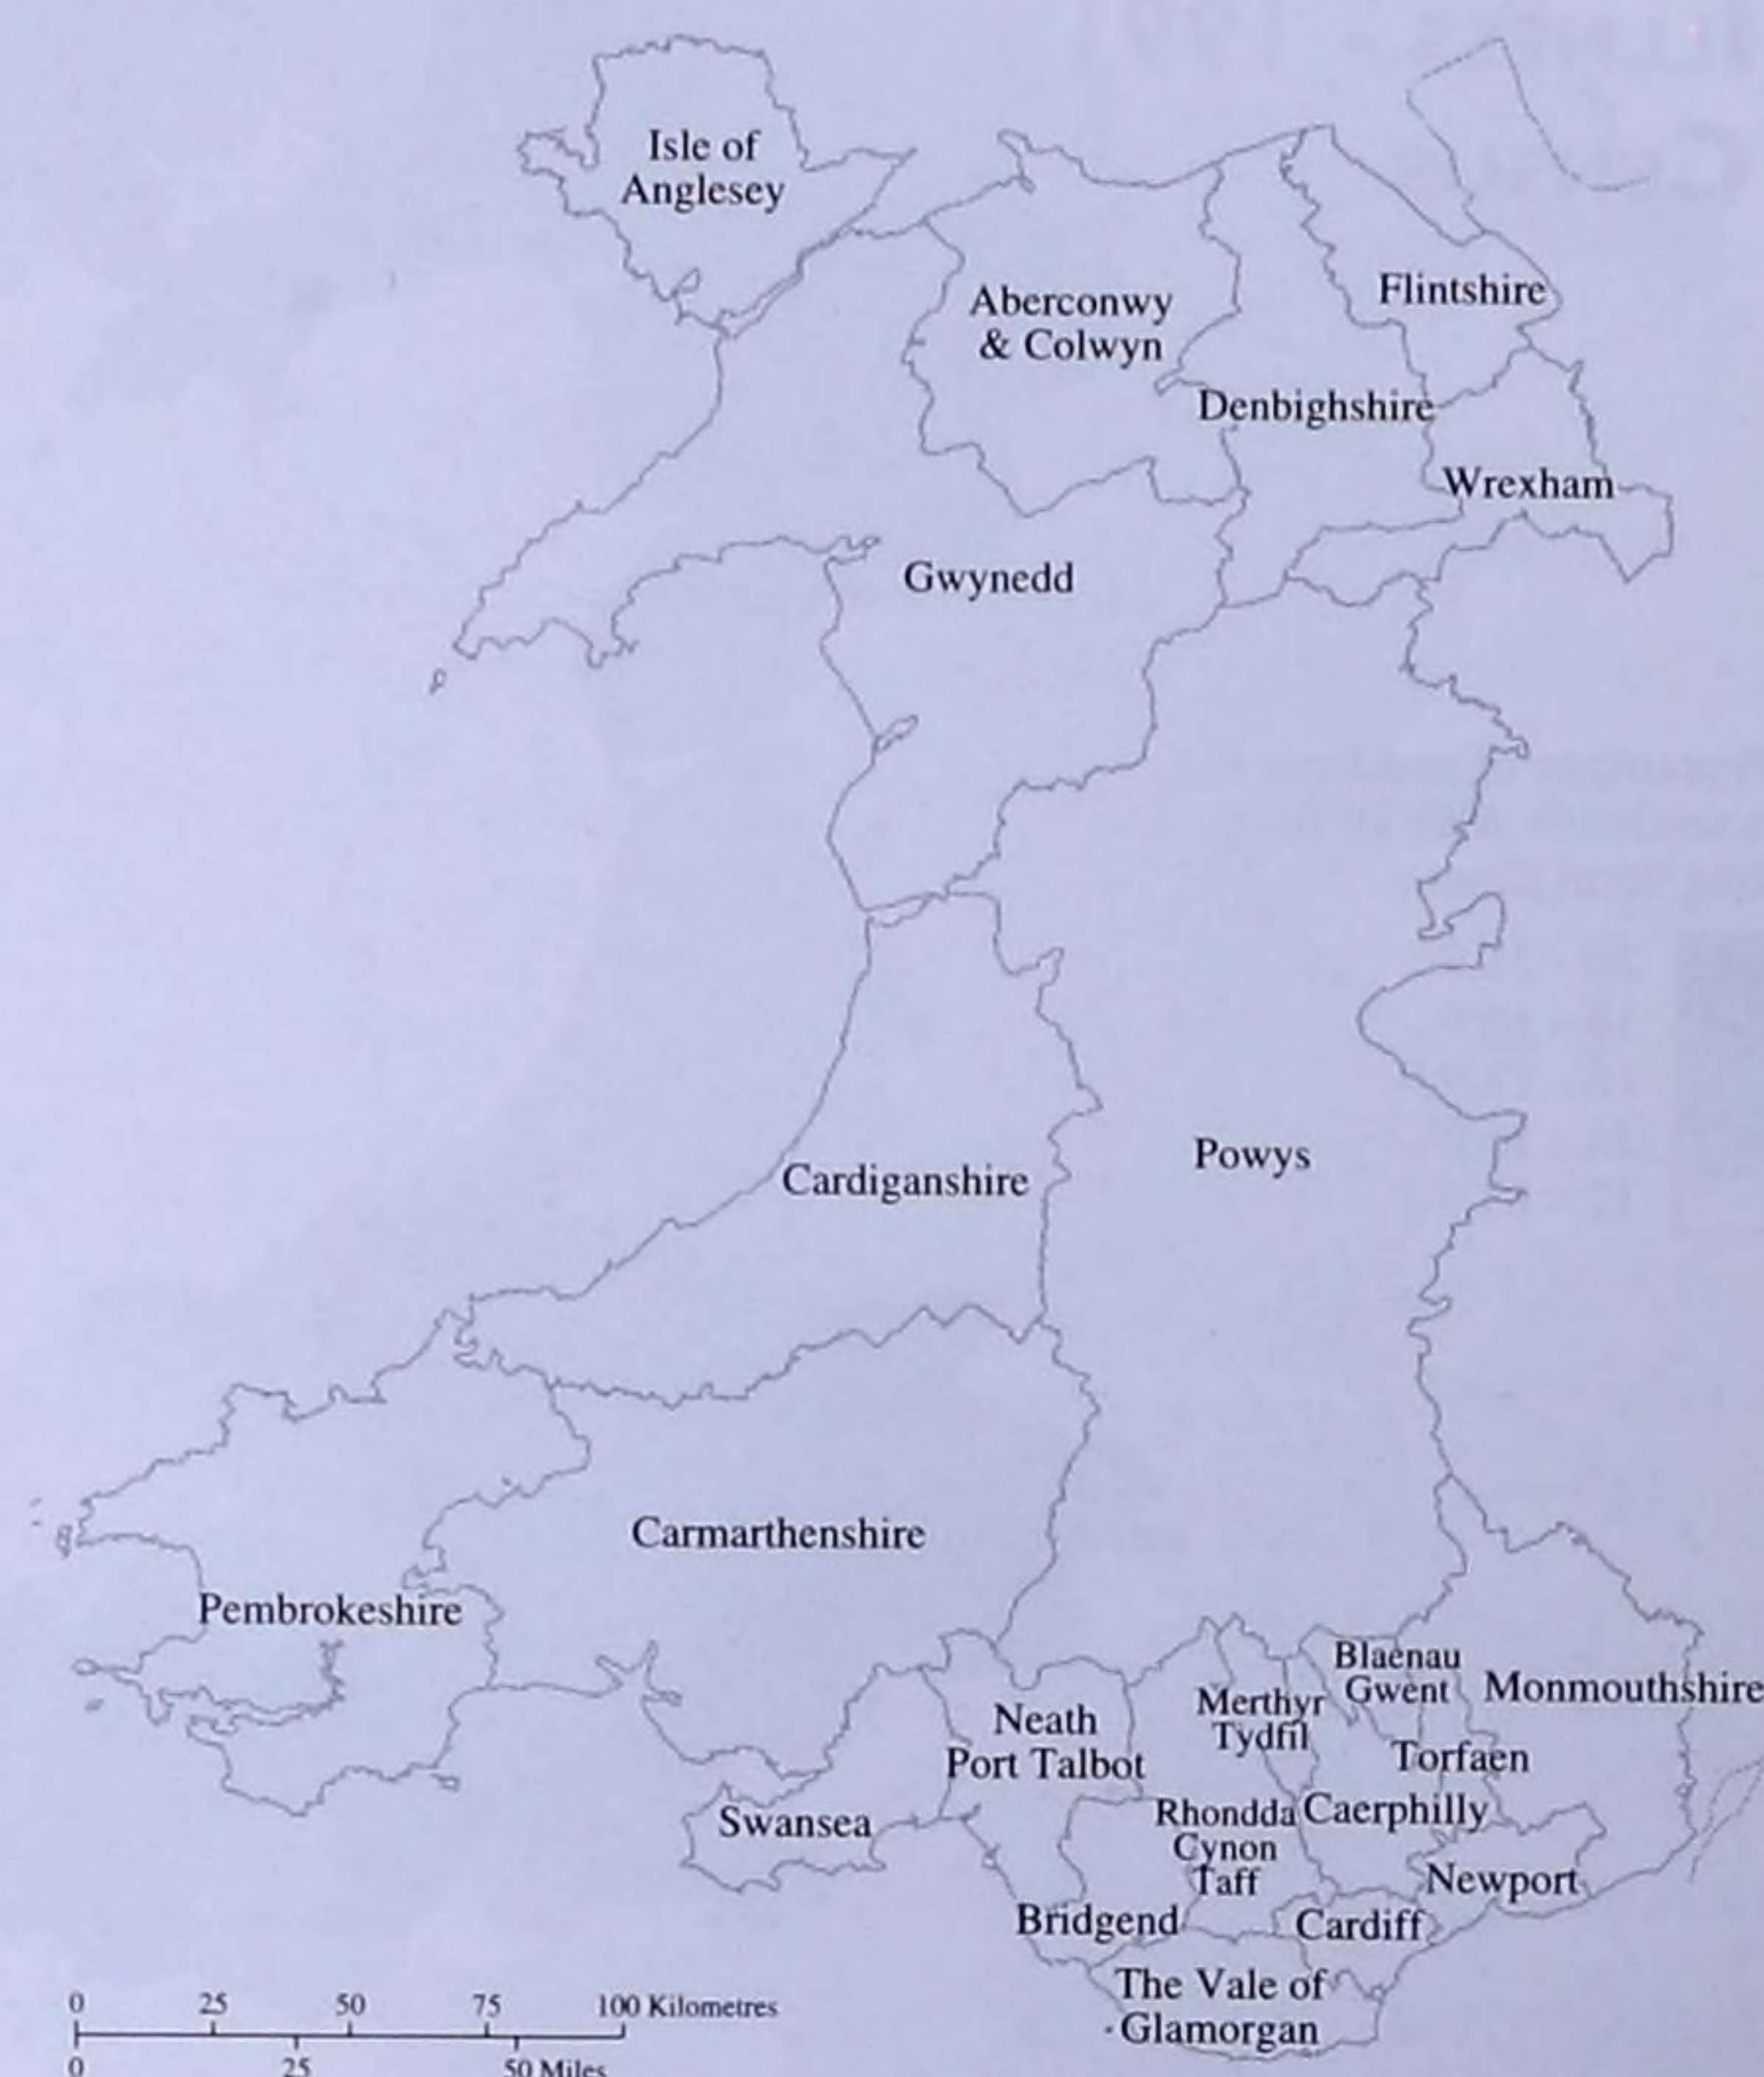 Isle of
Anglesey
Aberconwy
& Colwyn
Flintshire
Denbighshire
Wrexham
Gwynedd
Powys
Cardiganshire
Carmarthenshire
Pembrokeshire
Blaenau
Gwent
Monmouthshire
Merthyr
Tydfil
Neath
Port Talbot
Torfaen
Swansea
Rhondda
Cynon
Taff
Caerphilly
Newport
Bridgend
Cardiff
The Vale of
Glamorgan
0 25 50 75 100 Kilometres
0 25 50 Miles